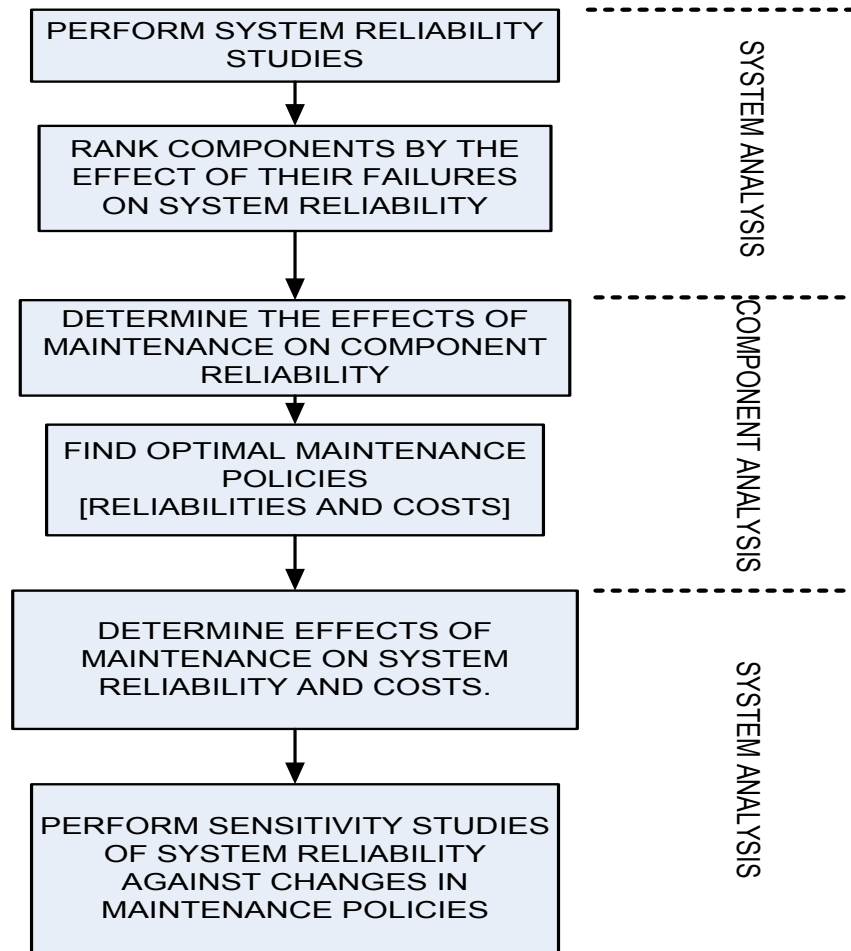 PERFORM SYSTEM RELIABILITY
STUDIES
RANK COMPONENTS BY THE
EFFECT OF THEIR FAILURES
ON SYSTEM RELIABILITY
SYSTEM ANALYSIS
DETERMINE THE EFFECTS OF
MAINTENANCE ON COMPONENT
RELIABILITY
FIND OPTIMAL MAINTENANCE
POLICIES
[RELIABILITIES AND COSTS]
COMPONENT ANALYSIS
DETERMINE EFFECTS OF
MAINTENANCE ON SYSTEM
RELIABILITY AND COSTS.
PERFORM SENSITIVITY STUDIES
OF SYSTEM RELIABILITY
AGAINST CHANGES IN
MAINTENANCE POLICIES
SYSTEM ANALYSIS